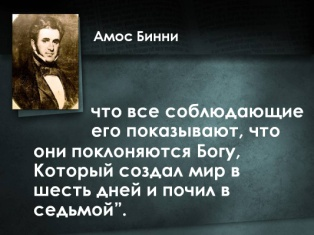 Амос Бинни
что все соблюдающие
его показывают, что
они поклоняются Богу,
Который создал мир в
шесть дней и почил в
седьмой”.